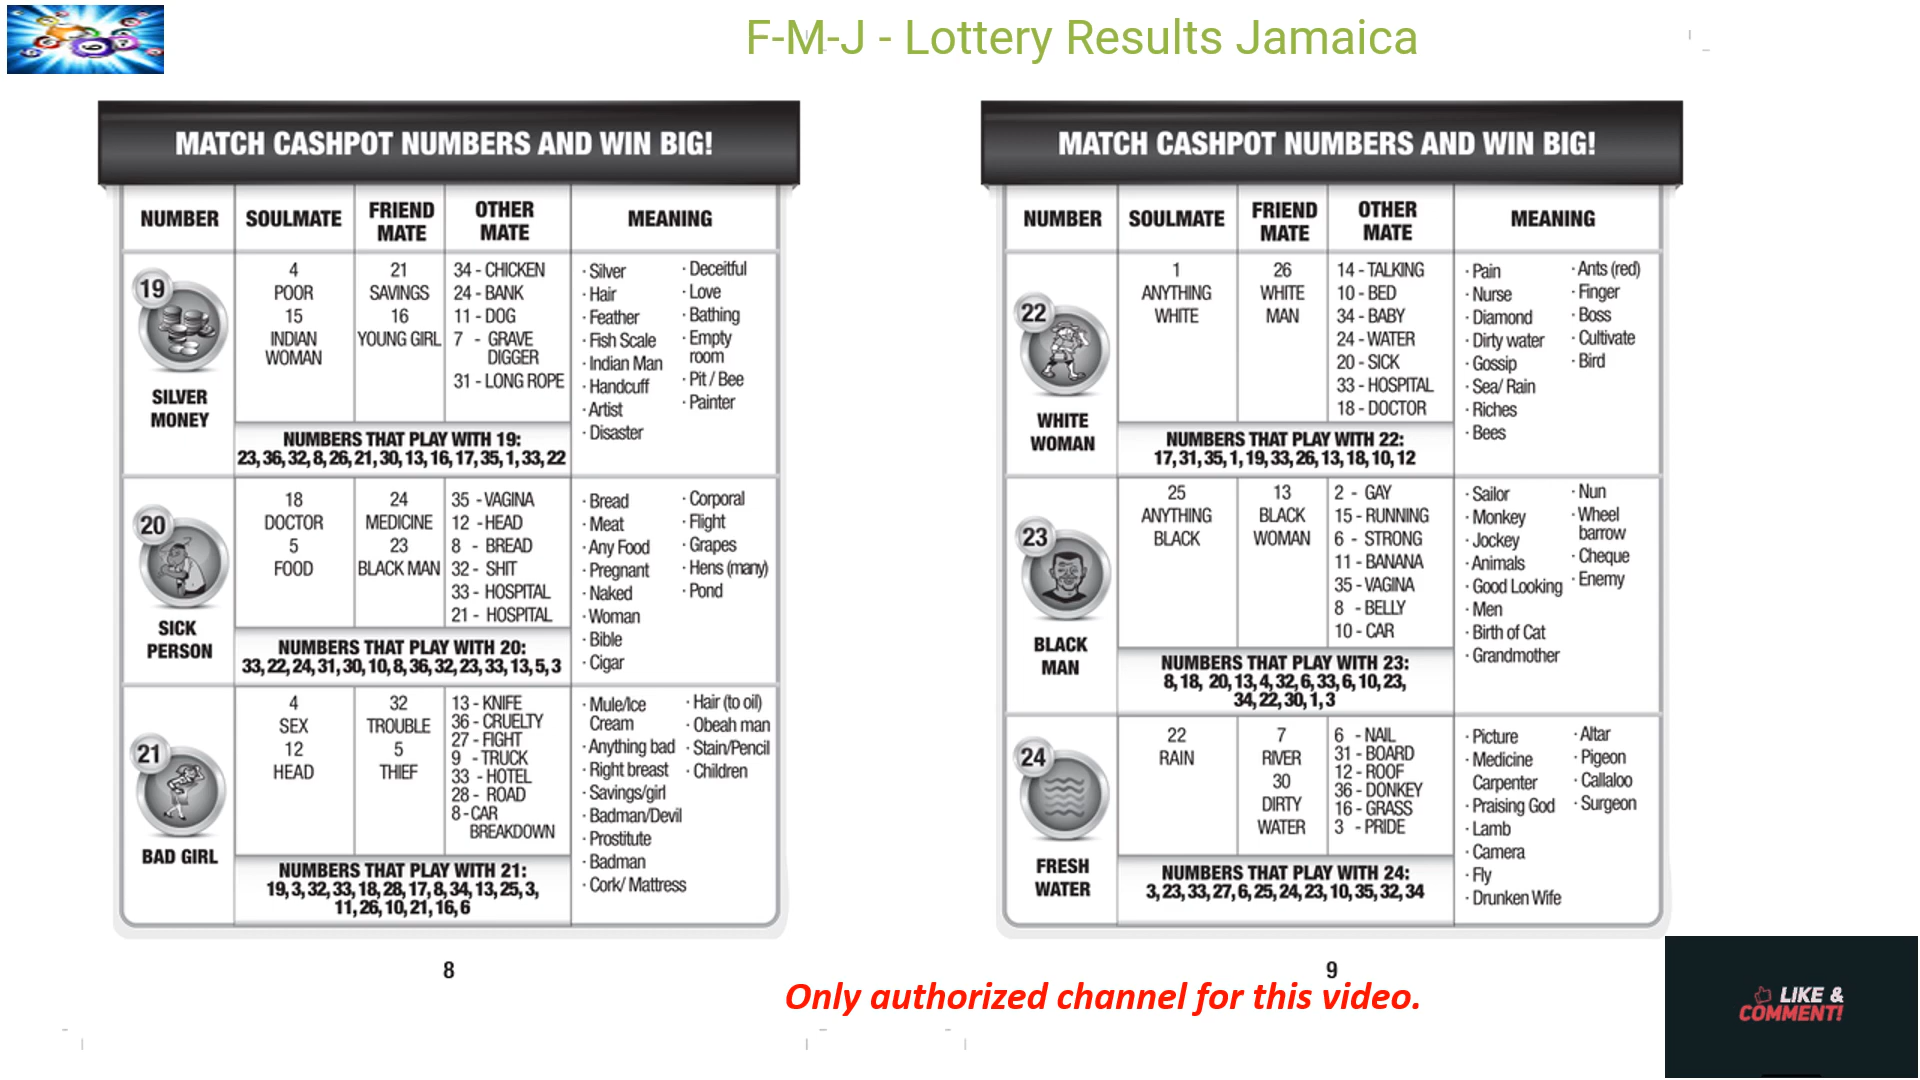 F-M-J - Lottery Results Jamaica
MATCH CASHPOT NUMBERS AND WIN BIG!
NUMBER SOULMATE FRIEND MATE OTHER MATE MEANING
19
SILVER
MONEY
4
POOR
15
INDIAN
WOMAN
21
SAVINGS
16
YOUNG GIRL
34 - CHICKEN
24 - BANK
11 - DOG
7 - GRAVE
DIGGER
31 - LONG ROPE
NUMBERS THAT PLAY WITH 19:
23, 36, 32, 8, 26, 21, 30, 13, 16, 17, 35, 1, 33, 22
· Silver
· Hair
· Feather
· Fish Scale
· Indian Man
· Handcuff
· Artist
· Disaster
· Deceitful
· Love
· Bathing
· Empty
room
· Pit / Bee
· Painter
20
SICK
PERSON
18
DOCTOR
5
FOOD
24
MEDICINE
23
BLACK MAN
35 - VAGINA
12 - HEAD
8 - BREAD
32 - SHIT
33 - HOSPITAL
21 - HOSPITAL
NUMBERS THAT PLAY WITH 20:
33, 22, 24, 31, 30, 10, 8, 36, 32, 23, 33, 13, 5, 3
· Bread
· Meat
· Any Food
· Pregnant
· Naked
· Woman
· Bible
· Cigar
· Corporal
· Flight
· Grapes
· Hens (many)
· Pond
21
BAD GIRL
4
SEX
12
HEAD
32
TROUBLE
5
THIEF
13 - KNIFE
36 - CRUELTY
27 - FIGHT
9 - TRUCK
33 - HOTEL
28 - ROAD
8 - CAR
BREAKDOWN
NUMBERS THAT PLAY WITH 21:
19, 3, 32, 33, 18, 28, 17, 8, 34, 13, 25, 3,
11, 26, 10, 21, 16, 6
· Mule/Ice
Cream
· Anything bad
· Right breast
· Savings/girl
· Badman/Devil
· Prostitute
· Badman
· Cork/ Mattress
· Hair (to oil)
· Obeah man
· Stain/Pencil
· Children
8
MATCH CASHPOT NUMBERS AND WIN BIG!
NUMBER SOULMATE FRIEND MATE OTHER MATE MEANING
22
WHITE
WOMAN
1
ANYTHING
WHITE
26
WHITE
MAN
14 - TALKING
10 - BED
34 - BABY
24 - WATER
20 - SICK
33 - HOSPITAL
18 - DOCTOR
NUMBERS THAT PLAY WITH 22:
17, 31, 35, 1, 19, 33, 26, 13, 18, 10, 12
· Pain
· Nurse
· Diamond
· Dirty water
· Gossip
· Sea/ Rain
· Riches
· Bees
· Ants (red)
· Finger
· Boss
· Cultivate
· Bird
23
BLACK
MAN
25
ANYTHING
BLACK
13
BLACK
WOMAN
2 - GAY
15 - RUNNING
6 - STRONG
11 - BANANA
35 - VAGINA
8 - BELLY
10 - CAR
NUMBERS THAT PLAY WITH 23:
8, 18, 20, 13, 4, 32, 6, 33, 6, 10, 23,
34, 22, 30, 1, 3
· Sailor
· Monkey
· Jockey
· Animals
· Good Looking
· Men
· Birth of Cat
· Grandmother
· Nun
· Wheel
barrow
· Cheque
· Enemy
24
FRESH
WATER
22
RAIN
7
RIVER
30
DIRTY
WATER
6 - NAIL
31 - BOARD
12 - ROOF
36 - DONKEY
16 - GRASS
3 - PRIDE
NUMBERS THAT PLAY WITH 24:
3, 23, 33, 27, 6, 25, 24, 23, 10, 35, 32, 34
· Picture
· Medicine
Carpenter
· Praising God
· Lamb
· Camera
· Fly
· Drunken Wife
· Altar
· Pigeon
· Callaloo
· Surgeon
9
Only authorized channel for this video.
LIKE &
COMMENT!